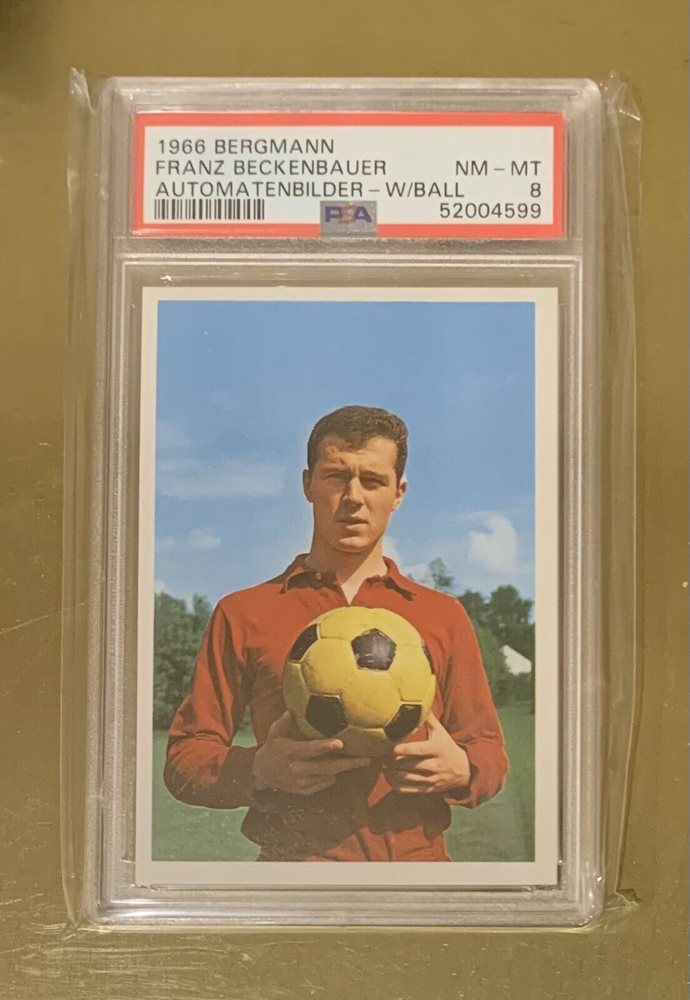 1966 BERGMANN
FRANZ BECKENBAUER NM - MT
AUTOMATENBILDER - W/BALL 8
PSA 52004599